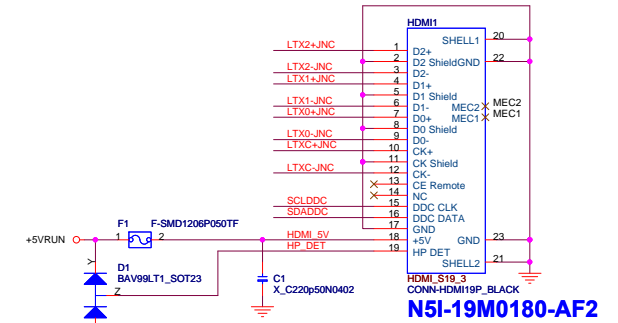 HDMI1
SHELL1 20
LTX2+JNC 1 D2+
2 D2 Shield GND 22
LTX2-JNC 3 D2-
LTX1+JNC 4 D1+
5 D1 Shield
LTX1-JNC 6 D1- MEC2 MEC2
LTX0+JNC 7 D0+ MEC1 MEC1
8 D0 Shield
LTX0-JNC 9 D0-
LTXC+JNC 10 CK+
11 CK Shield
LTXC-JNC 12 CK-
13 CE Remote
14 NC
SCLDDC 15 DDC CLK
SDADDC 16 DDC DATA
17 GND
F1 F-SMD1206P050TF
+5VRUN 1 2 HDMI_5V 18 +5V GND 23
HP_DET 19 HP DET
SHELL2 21
Y
D1
BAV99LT1_SOT23
Z
C1
X_C220p50N0402
HDMI_S19_3
CONN-HDMI19P_BLACK
N5I-19M0180-AF2